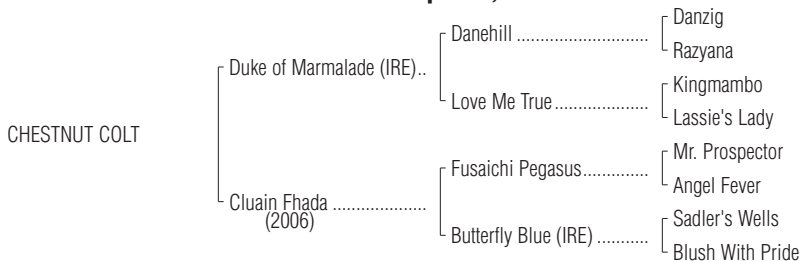 Danzig
Danehill ............................
Razyana
Duke of Marmalade (IRE)..
Kingmambo
Love Me True....................
Lassie's Lady
CHESTNUT COLT
Mr. Prospector
Fusaichi Pegasus..............
Angel Fever
Cluain Fhada ....................
(2006)
Sadler's Wells
Butterfly Blue (IRE) ...........
Blush With Pride